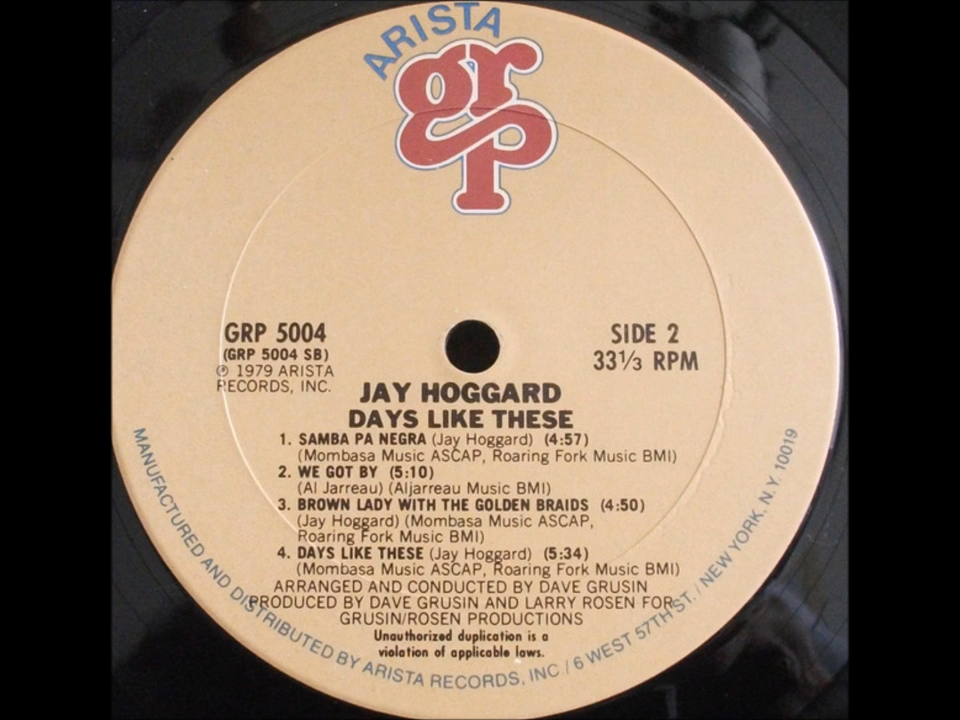 ARISTA
grp
GRP 5004
(GRP 5004 SB)
℗ 1979 ARISTA
RECORDS, INC.
SIDE 2
33⅓ RPM
JAY HOGGARD
DAYS LIKE THESE
1. SAMBA PA NEGRA (Jay Hoggard) (4:57)
(Mombasa Music ASCAP, Roaring Fork Music BMI)
2. WE GOT BY (5:10)
(Al Jarreau) (Aljarreau Music BMI)
3. BROWN LADY WITH THE GOLDEN BRAIDS (4:50)
(Jay Hoggard) (Mombasa Music ASCAP,
Roaring Fork Music BMI)
4. DAYS LIKE THESE (Jay Hoggard) (5:34)
(Mombasa Music ASCAP, Roaring Fork Music BMI)
ARRANGED AND CONDUCTED BY DAVE GRUSIN
PRODUCED BY DAVE GRUSIN AND LARRY ROSEN FOR
GRUSIN/ROSEN PRODUCTIONS
Unauthorized duplication is a
violation of applicable laws.
MANUFACTURED AND DISTRIBUTED BY ARISTA RECORDS, INC / 6 WEST 57TH ST. / NEW YORK, N.Y. 10019